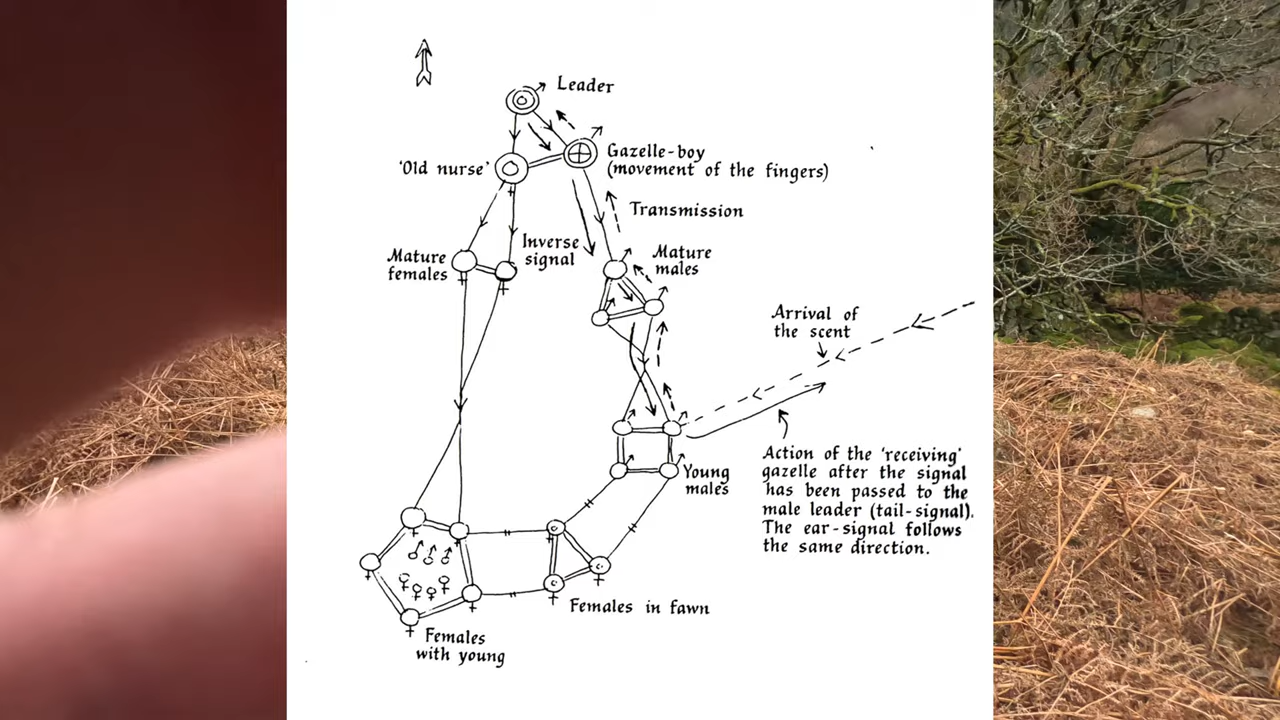 Leader
Gazelle-boy
(movement of the fingers)
'Old nurse'
Transmission
Inverse
signal
Mature
females
Mature
males
Arrival of
the scent
Action of the 'receiving'
gazelle after the signal
has been passed to the
male leader (tail-signal).
The ear-signal follows
the same direction.
Young
males
Females in fawn
Females
with young